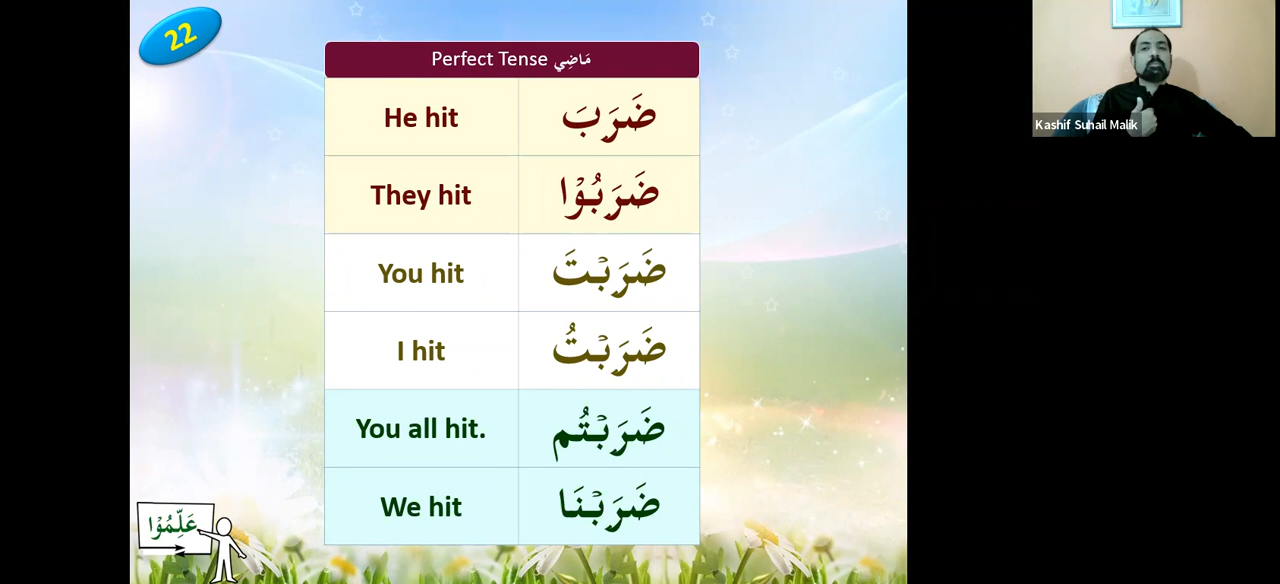 22
Perfect Tense مَاضِي
He hit ضَرَبَ
They hit ضَرَبُوْا
You hit ضَرَبْتَ
I hit ضَرَبْتُ
You all hit. ضَرَبْتُم
We hit ضَرَبْنَا
عَلِّمُوْا
Kashif Suhail Malik